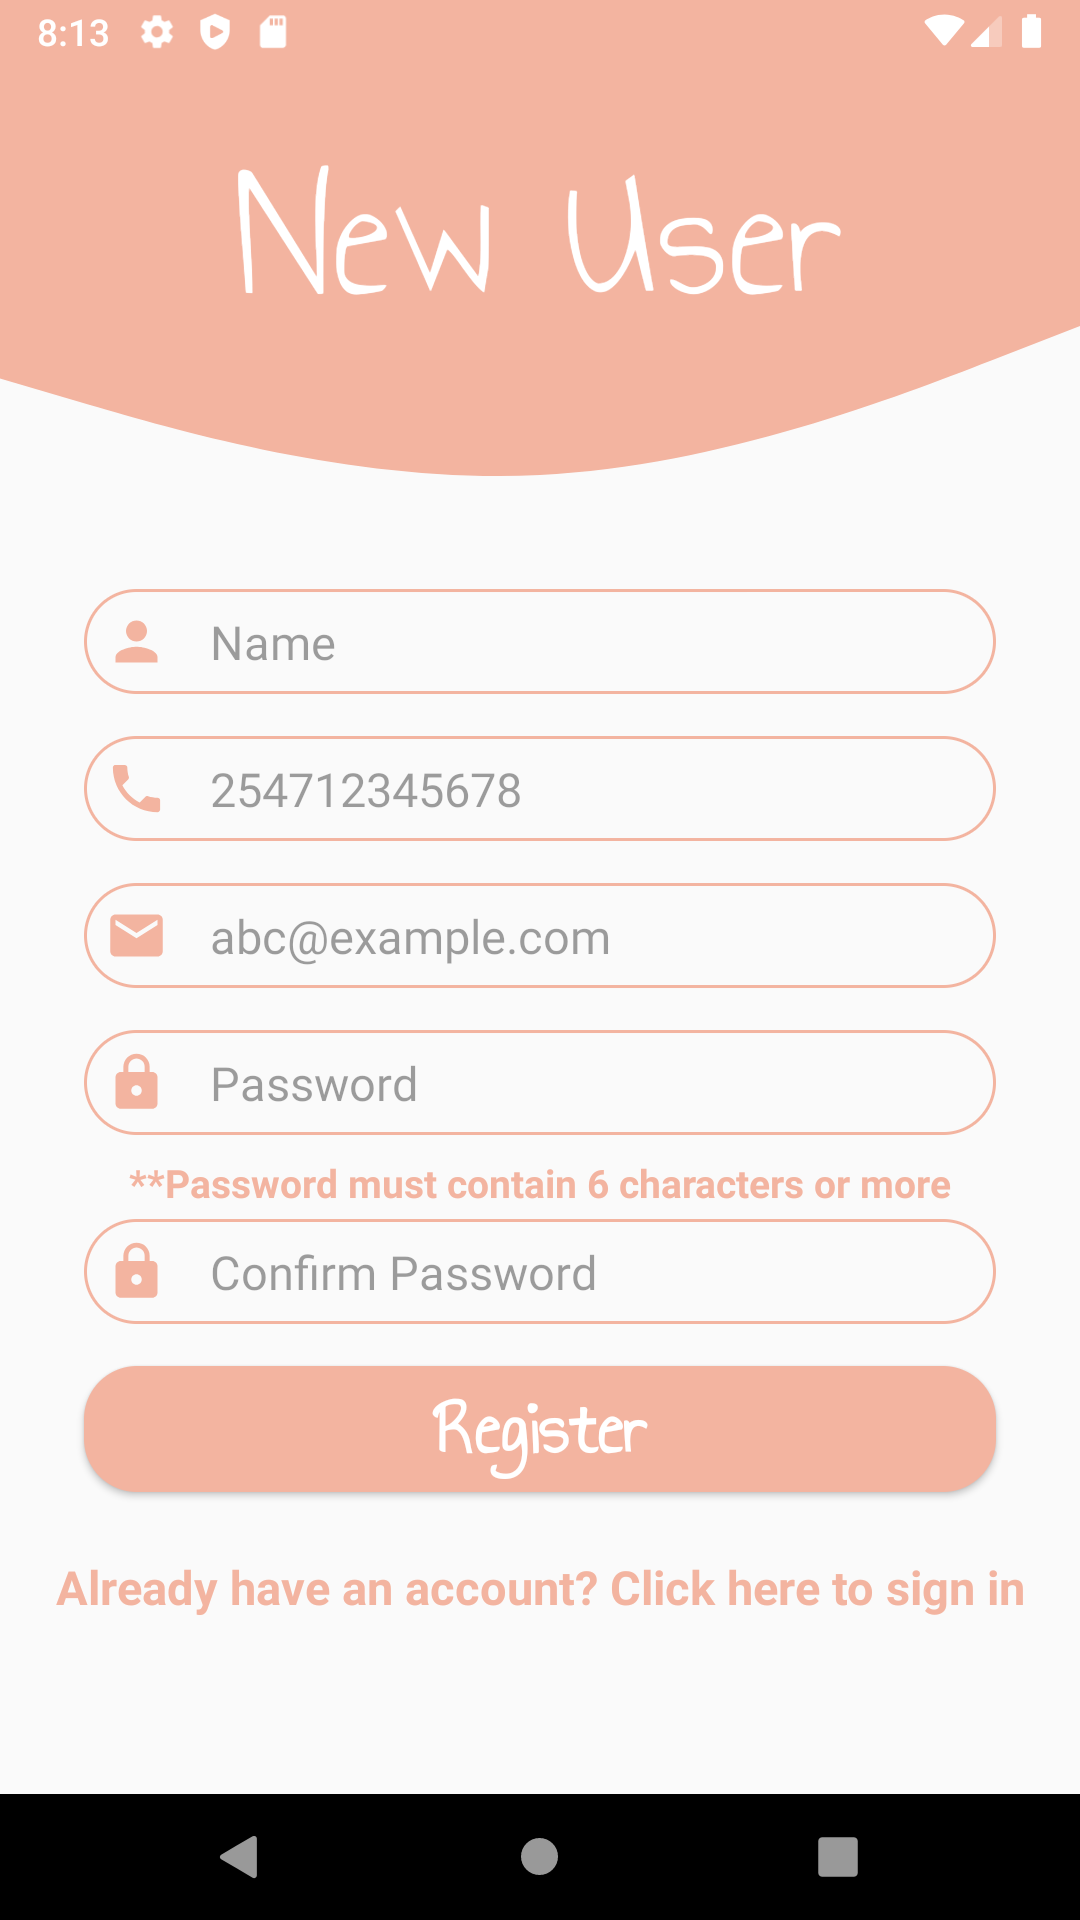 8:13
New User
Name
254712345678
abc@example.com
Password
**Password must contain 6 characters or more
Confirm Password
Register
Already have an account? Click here to sign in